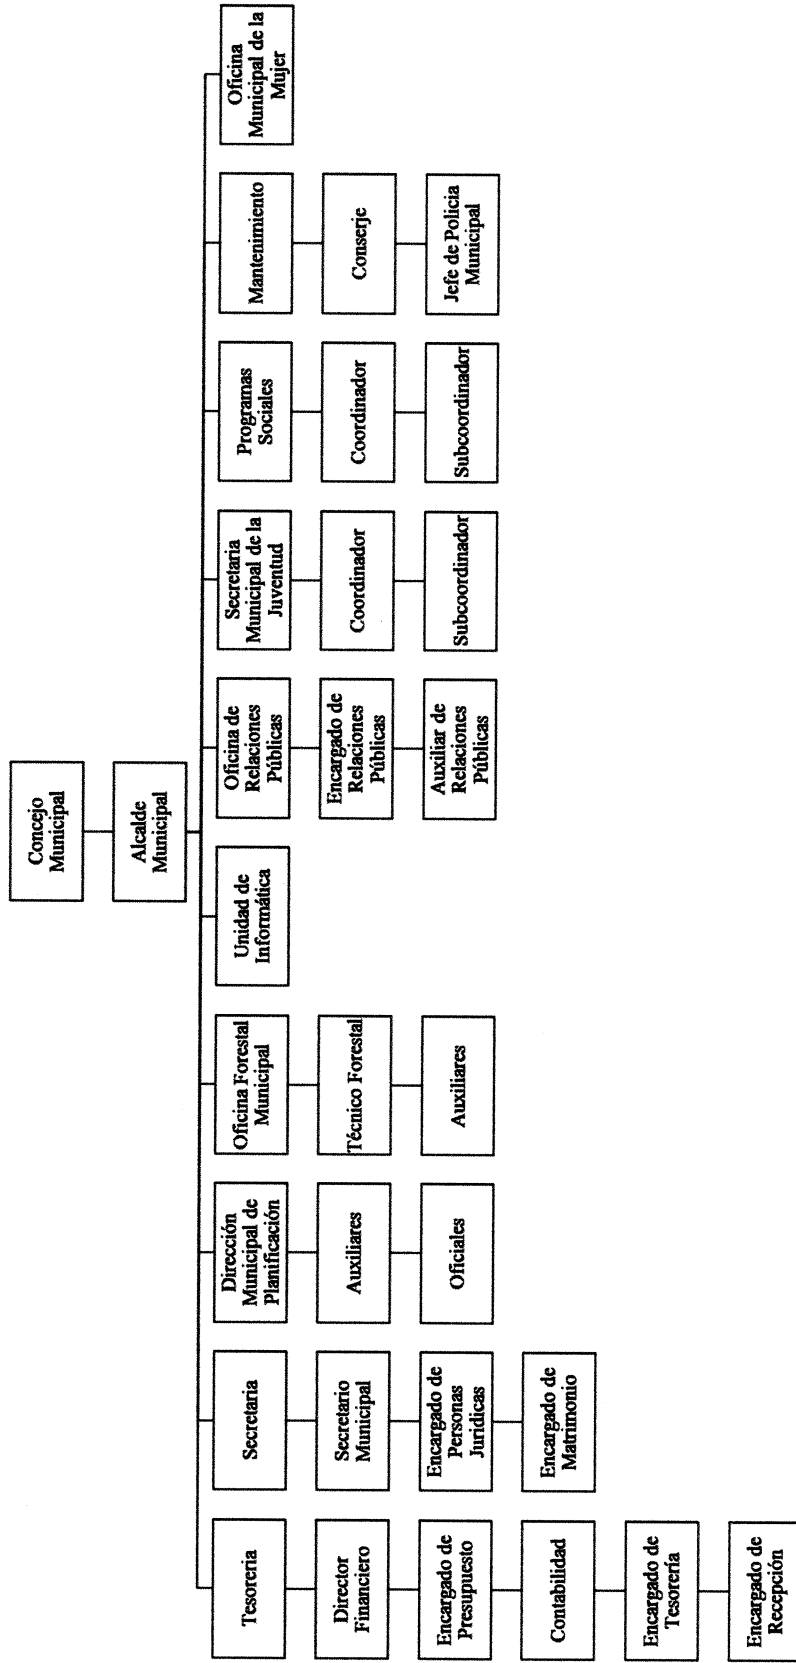 Concejo
Municipal
Alcalde
Municipal
Tesoreria
Director
Financiero
Encargado de
Presupuesto
Contabilidad
Encargado de
Tesorería
Encargado de
Recepción
Secretaria
Secretario
Municipal
Encargado de
Personas
Juridicas
Encargado de
Matrimonio
Dirección
Municipal de
Planificación
Auxiliares
Oficiales
Oficina Forestal
Municipal
Técnico Forestal
Auxiliares
Unidad de
Informática
Oficina de
Relaciones
Públicas
Encargado de
Relaciones
Públicas
Auxiliar de
Relaciones
Públicas
Secretaria
Municipal de la
Juventud
Coordinador
Subcoordinador
Programas
Sociales
Coordinador
Subcoordinador
Mantenimiento
Conserje
Jefe de Policia
Municipal
Oficina
Municipal de la
Mujer